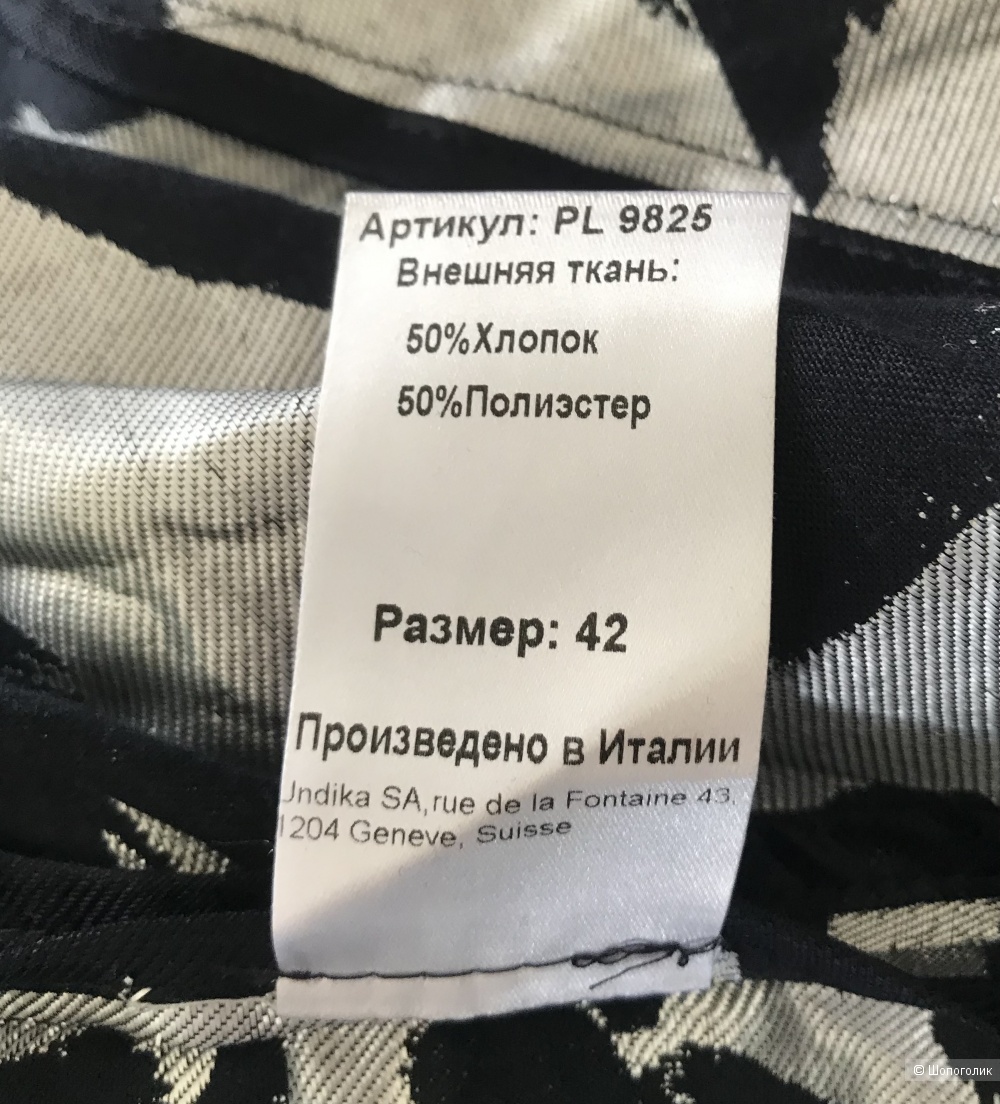 Артикул: PL 9825
Внешняя ткань:
50%Хлопок
50%Полиэстер
Размер: 42
Произведено в Италии
Undika SA,rue de la Fontaine 43,
1204 Geneve, Suisse
© Шопоголик